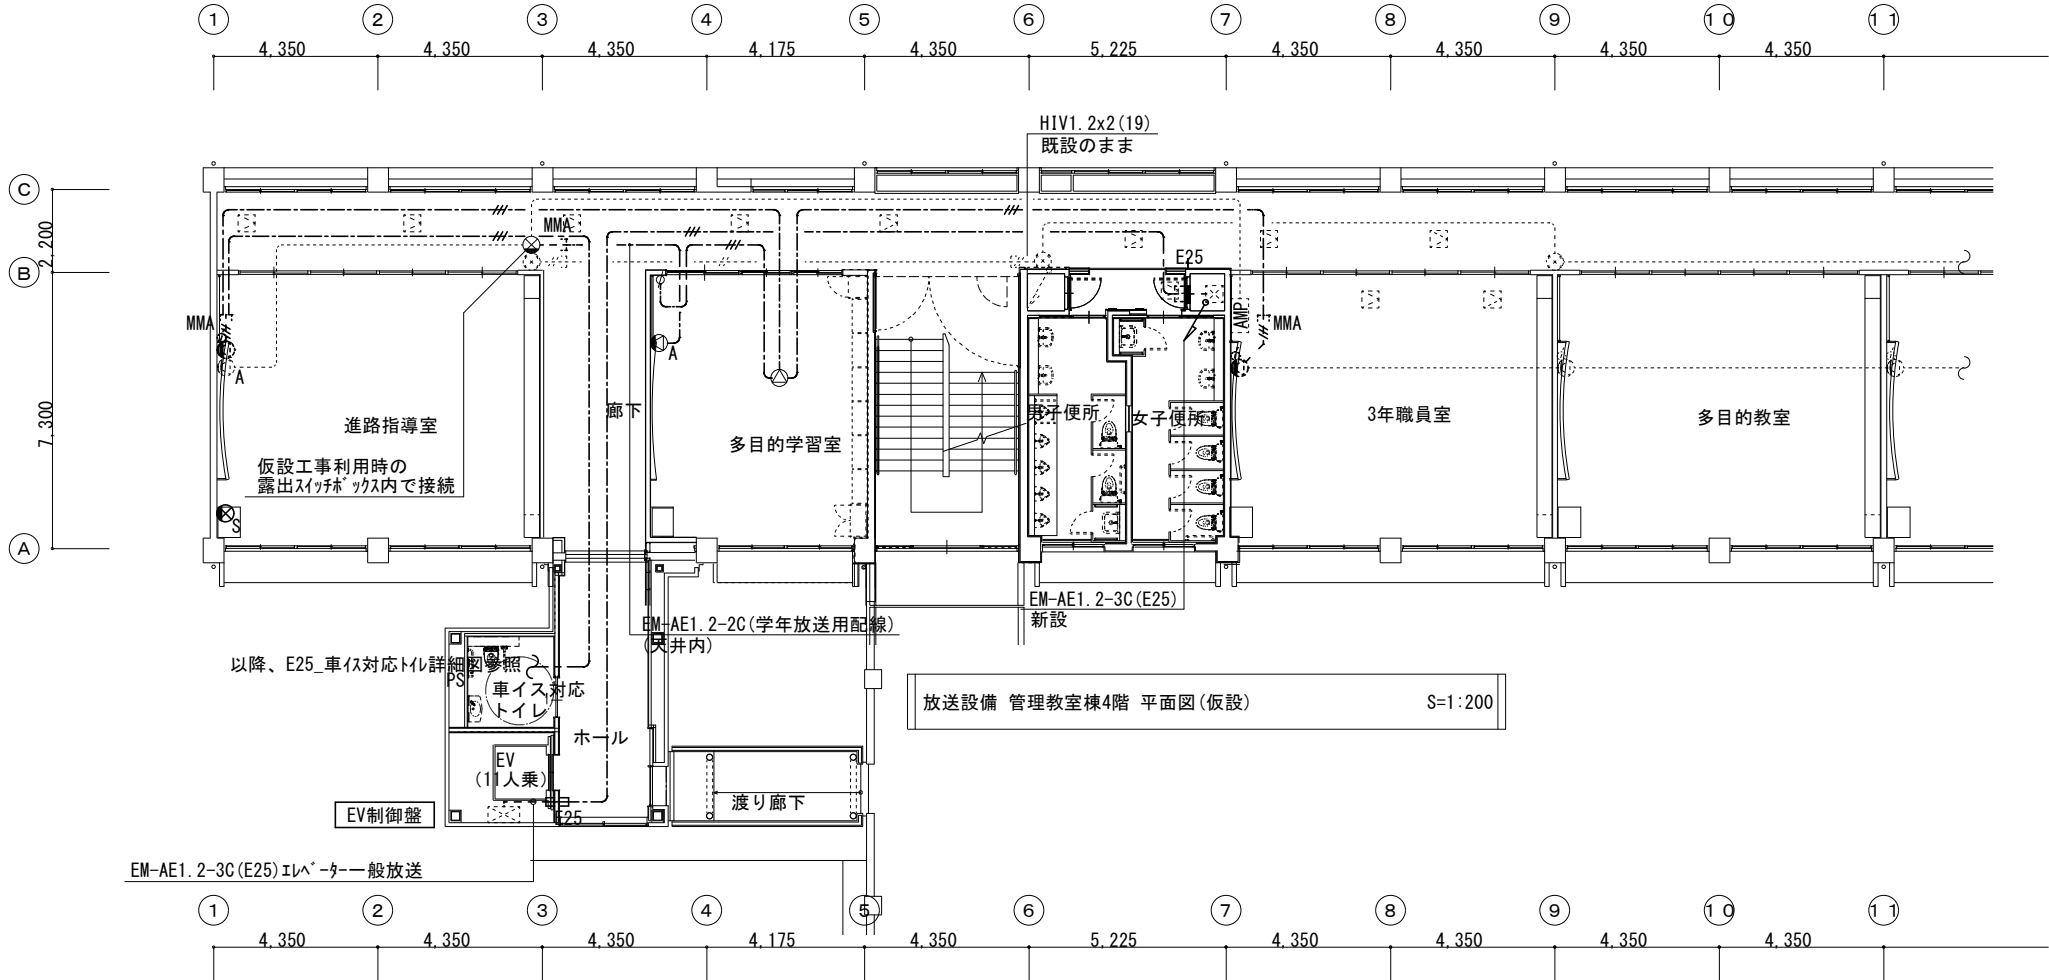 1 2 3 4 5 6 7 8 9 10 11
4,350 4,350 4,350 4,175 4,350 5,225 4,350 4,350 4,350 4,350
HIV1.2x2(19)
既設のまま
C
2,200
MMA
B
E25
MMA
AMP
MMA
A
A
7,300
廊下
男子便所
女子便所
3年職員室
多目的教室
進路指導室
多目的学習室
仮設工事利用時の
露出スイッチボックス内で接続
S
A
EM-AE1.2-3C(E25)
新設
EM-AE1.2-2C(学年放送用配線)
(天井内)
以降、E25_車イス対応トイレ詳細図参照
PS
車イス対応
トイレ
放送設備 管理教室棟4階 平面図(仮設) S=1:200
ホール
EV
(11人乗)
渡り廊下
EV制御盤
E25
EM-AE1.2-3C(E25)エレベーター一般放送
1 2 3 4 5 6 7 8 9 10 11
4,350 4,350 4,350 4,175 4,350 5,225 4,350 4,350 4,350 4,350